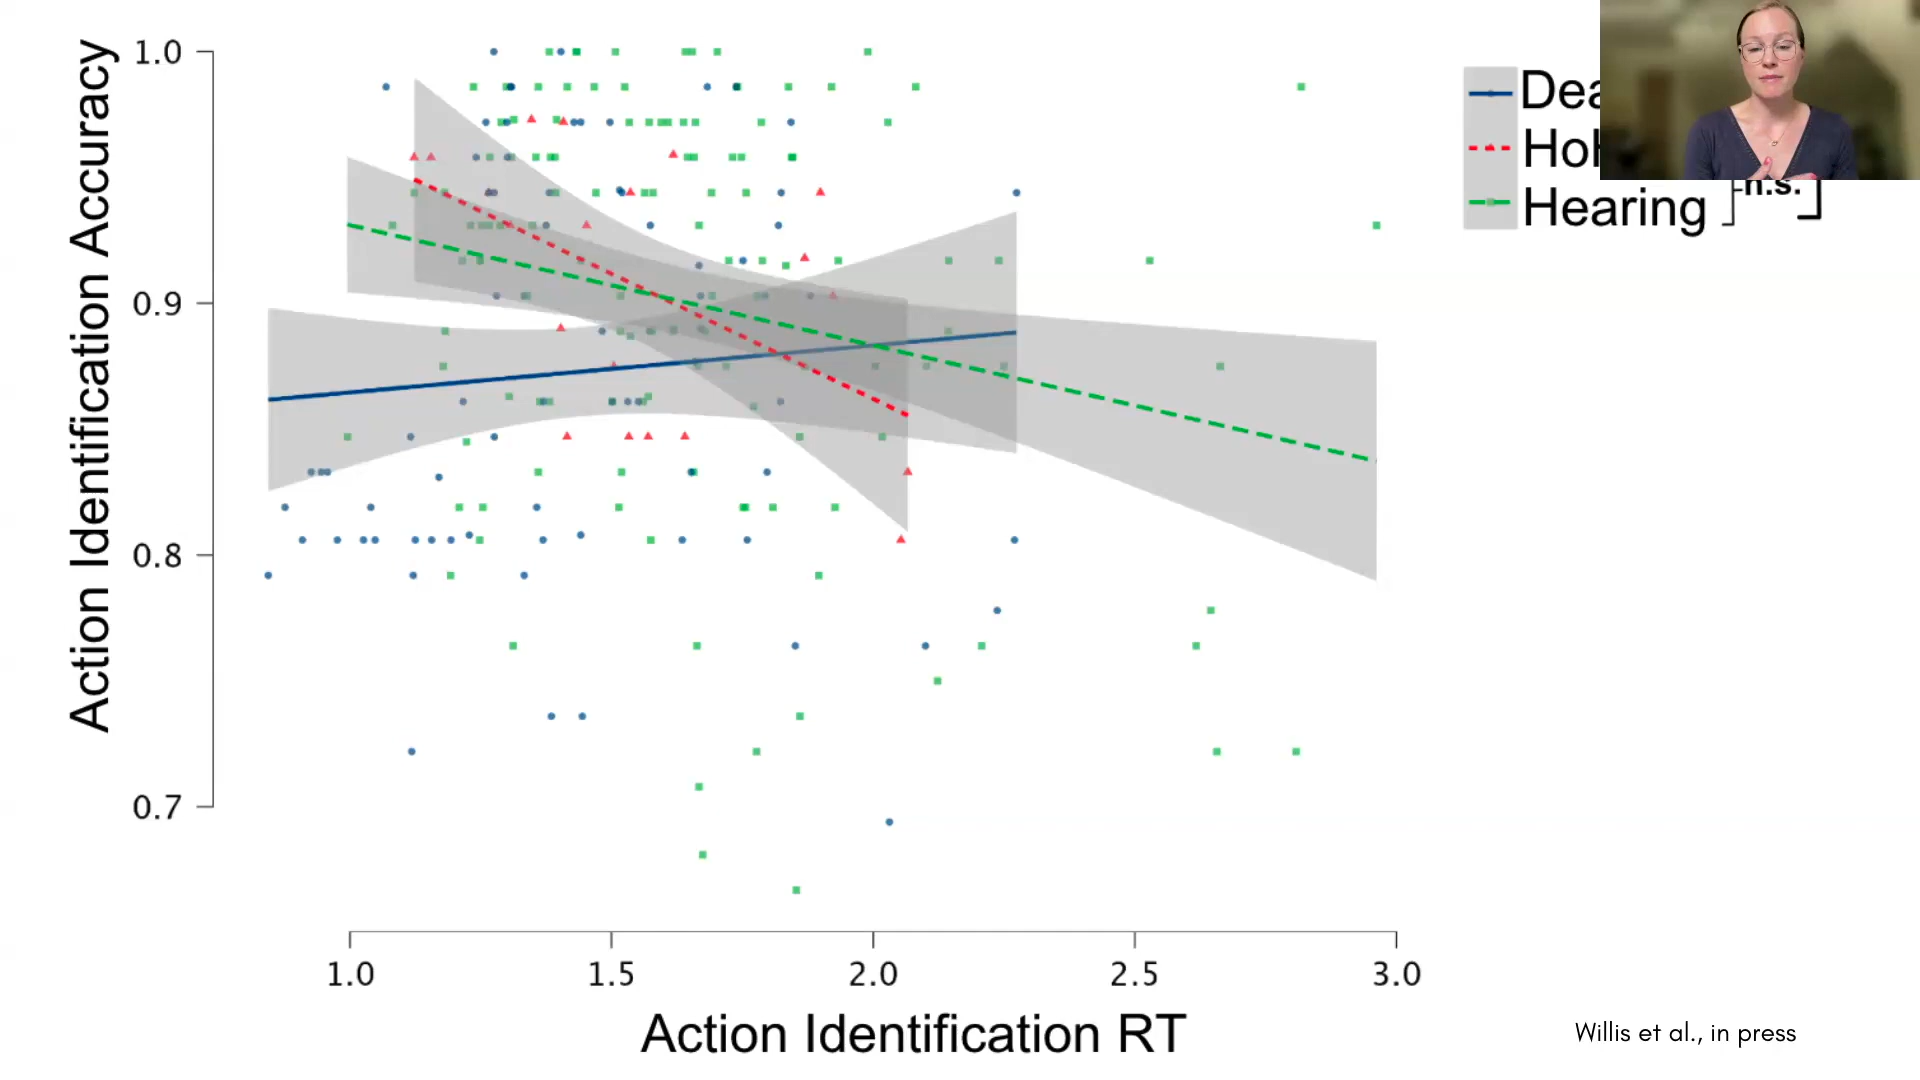 Action Identification Accuracy
1.0
0.9
0.8
0.7
1.0 1.5 2.0 2.5 3.0
Action Identification RT
Hearing
n.s.
Willis et al., in press